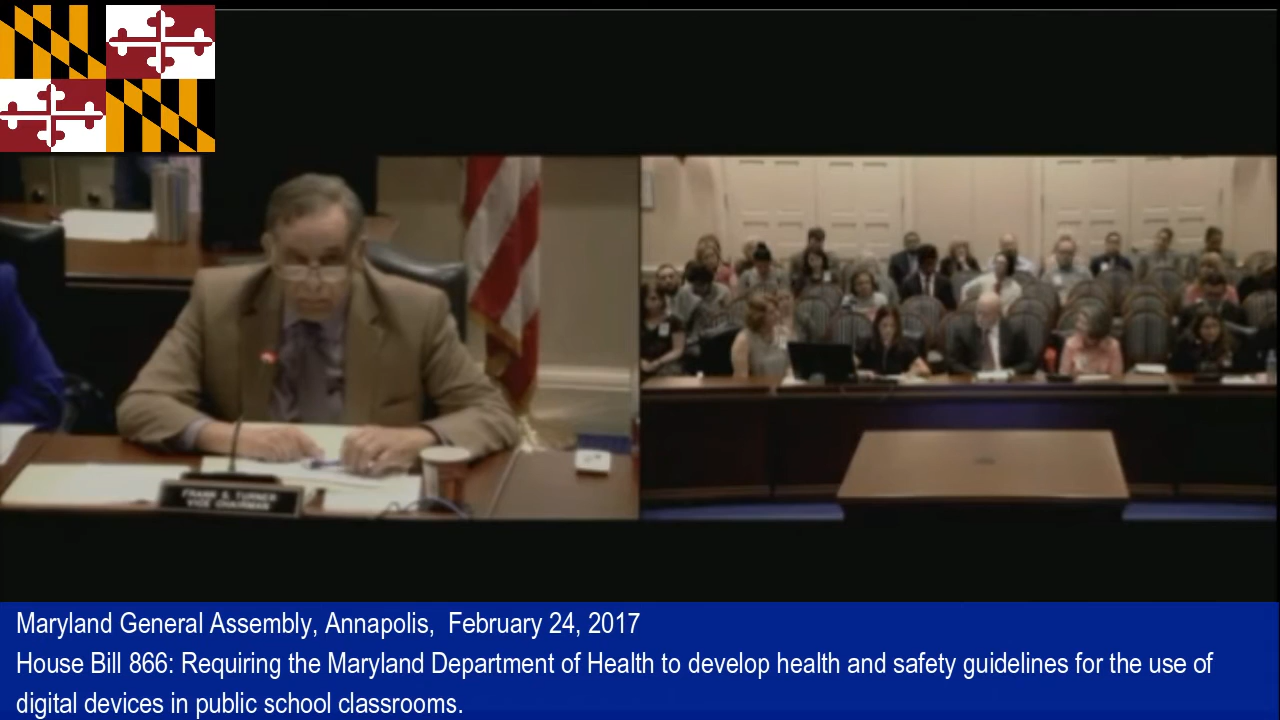 FRANK S. TURNER
VICE CHAIRMAN
Maryland General Assembly, Annapolis,  February 24, 2017
House Bill 866: Requiring the Maryland Department of Health to develop health and safety guidelines for the use of
digital devices in public school classrooms.